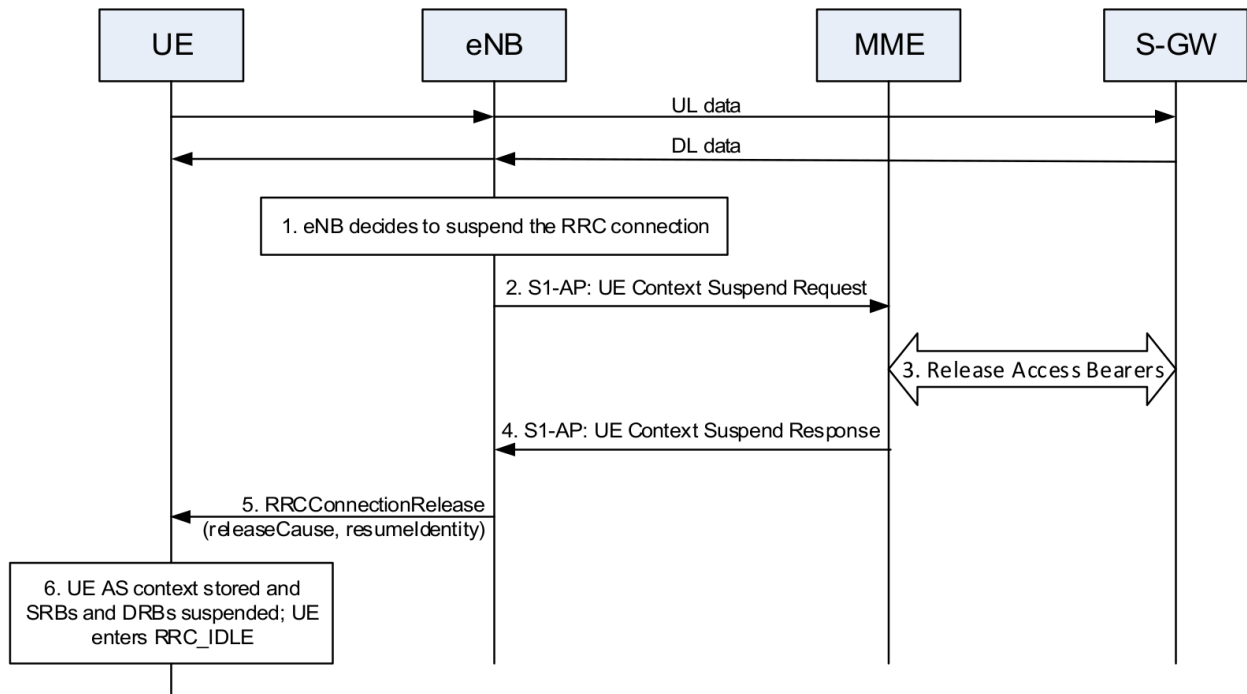 UE
eNB
MME
S-GW
UL data
DL data
1. eNB decides to suspend the RRC connection
2. S1-AP: UE Context Suspend Request
3. Release Access Bearers
4. S1-AP: UE Context Suspend Response
5. RRCConnectionRelease
(releaseCause, resumeIdentity)
6. UE AS context stored and
SRBs and DRBs suspended; UE
enters RRC_IDLE